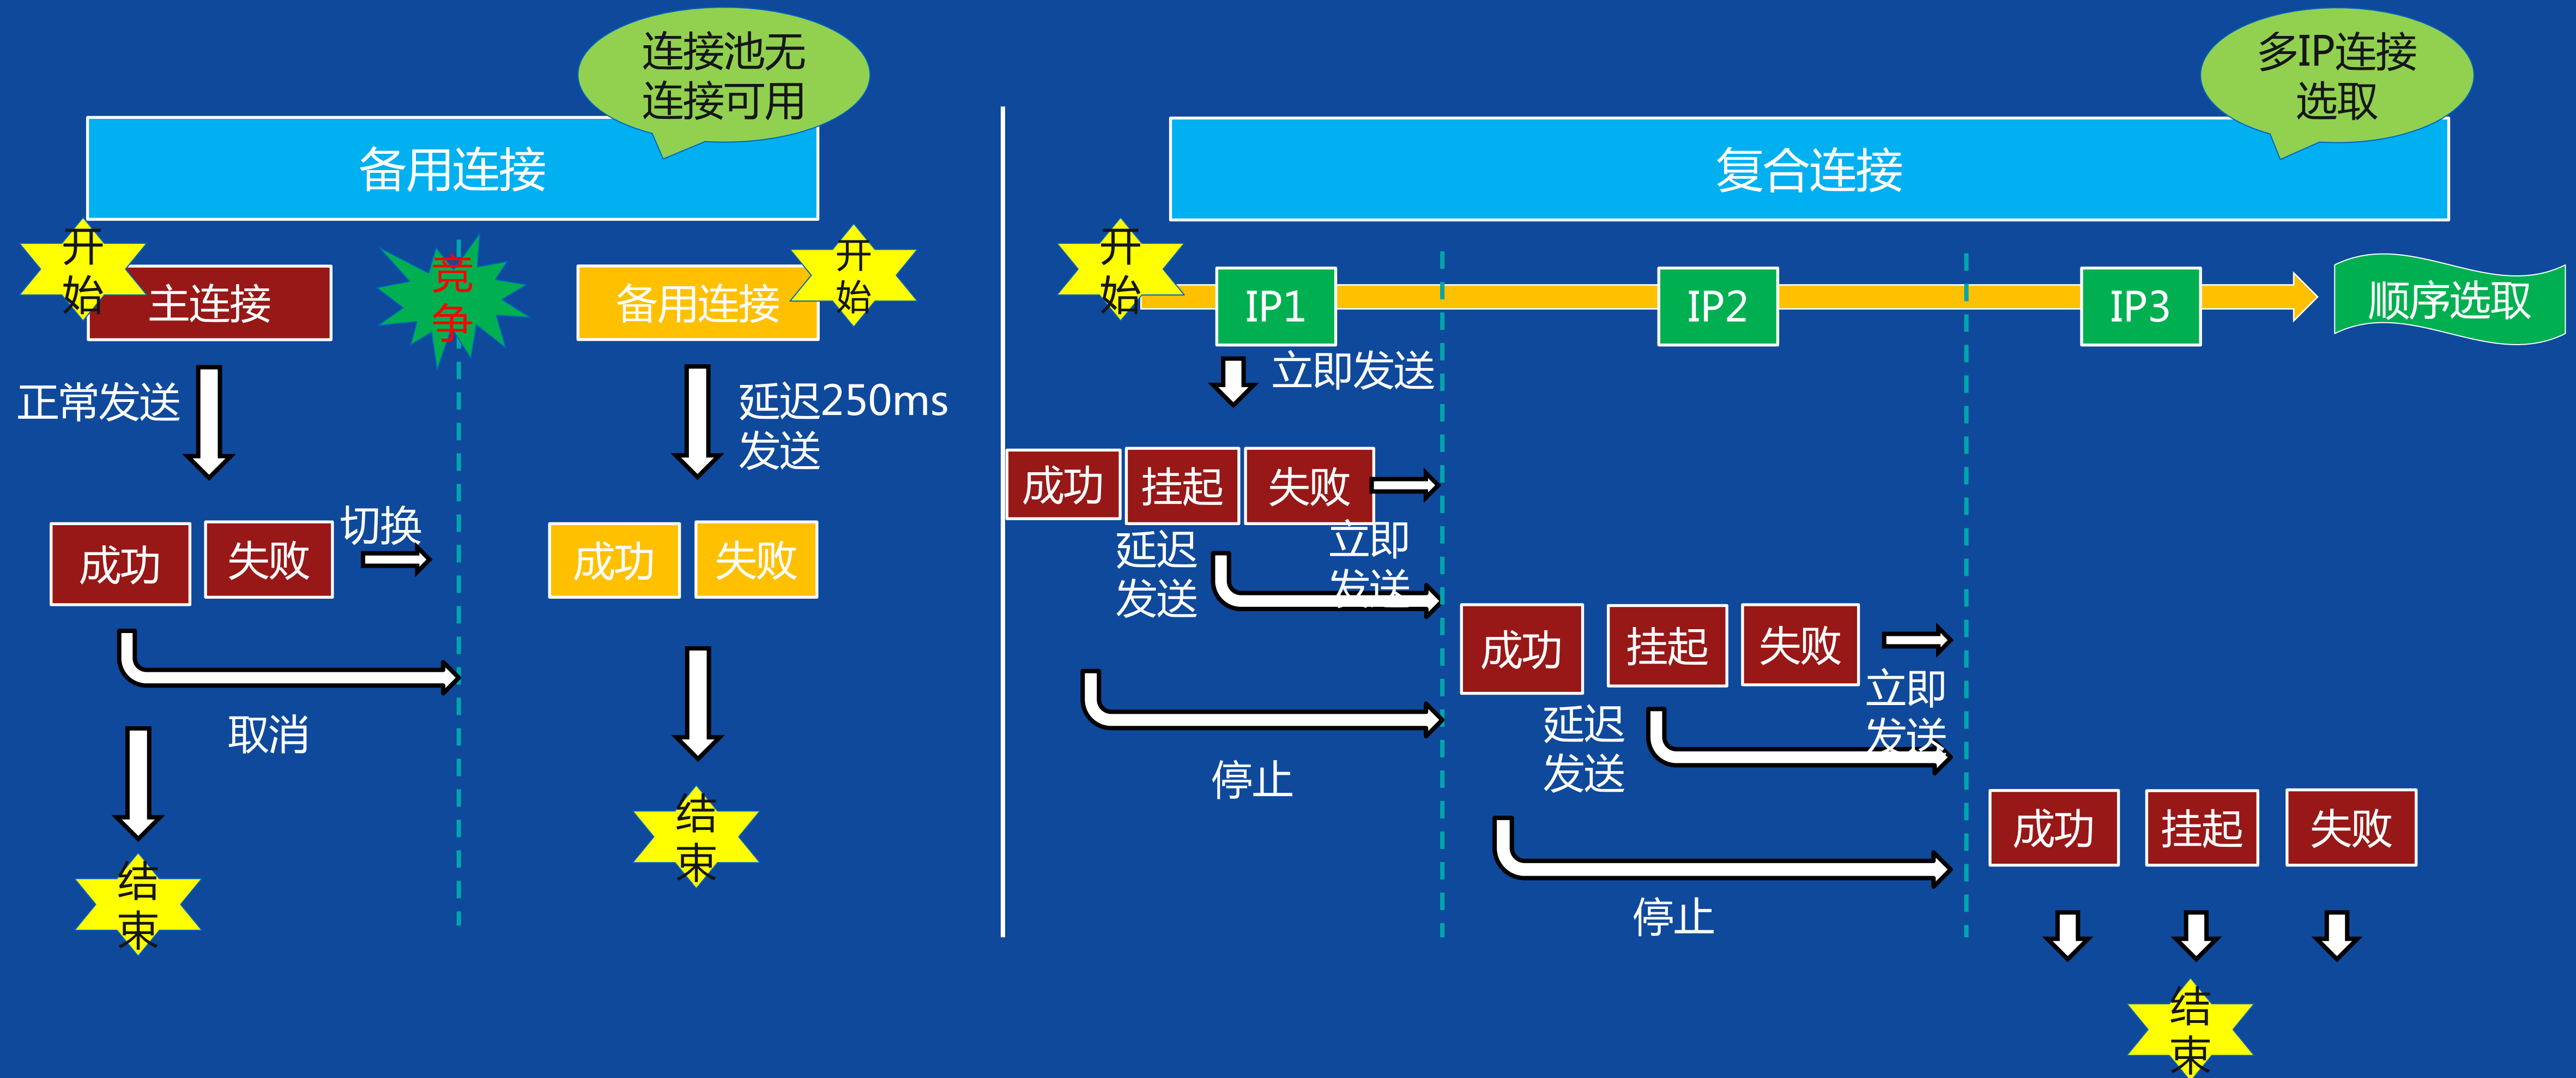 连接池无
连接可用
备用连接
开
始
主连接
竞
争
备用连接
开
始
正常发送
延迟250ms
发送
成功
失败
切换
成功
失败
取消
结
束
结
束
多IP连接
选取
复合连接
开
始
IP1
IP2
IP3
顺序选取
立即发送
成功
挂起
失败
延迟
发送
立即
发送
停止
成功
挂起
失败
延迟
发送
立即
发送
停止
成功
挂起
失败
结
束